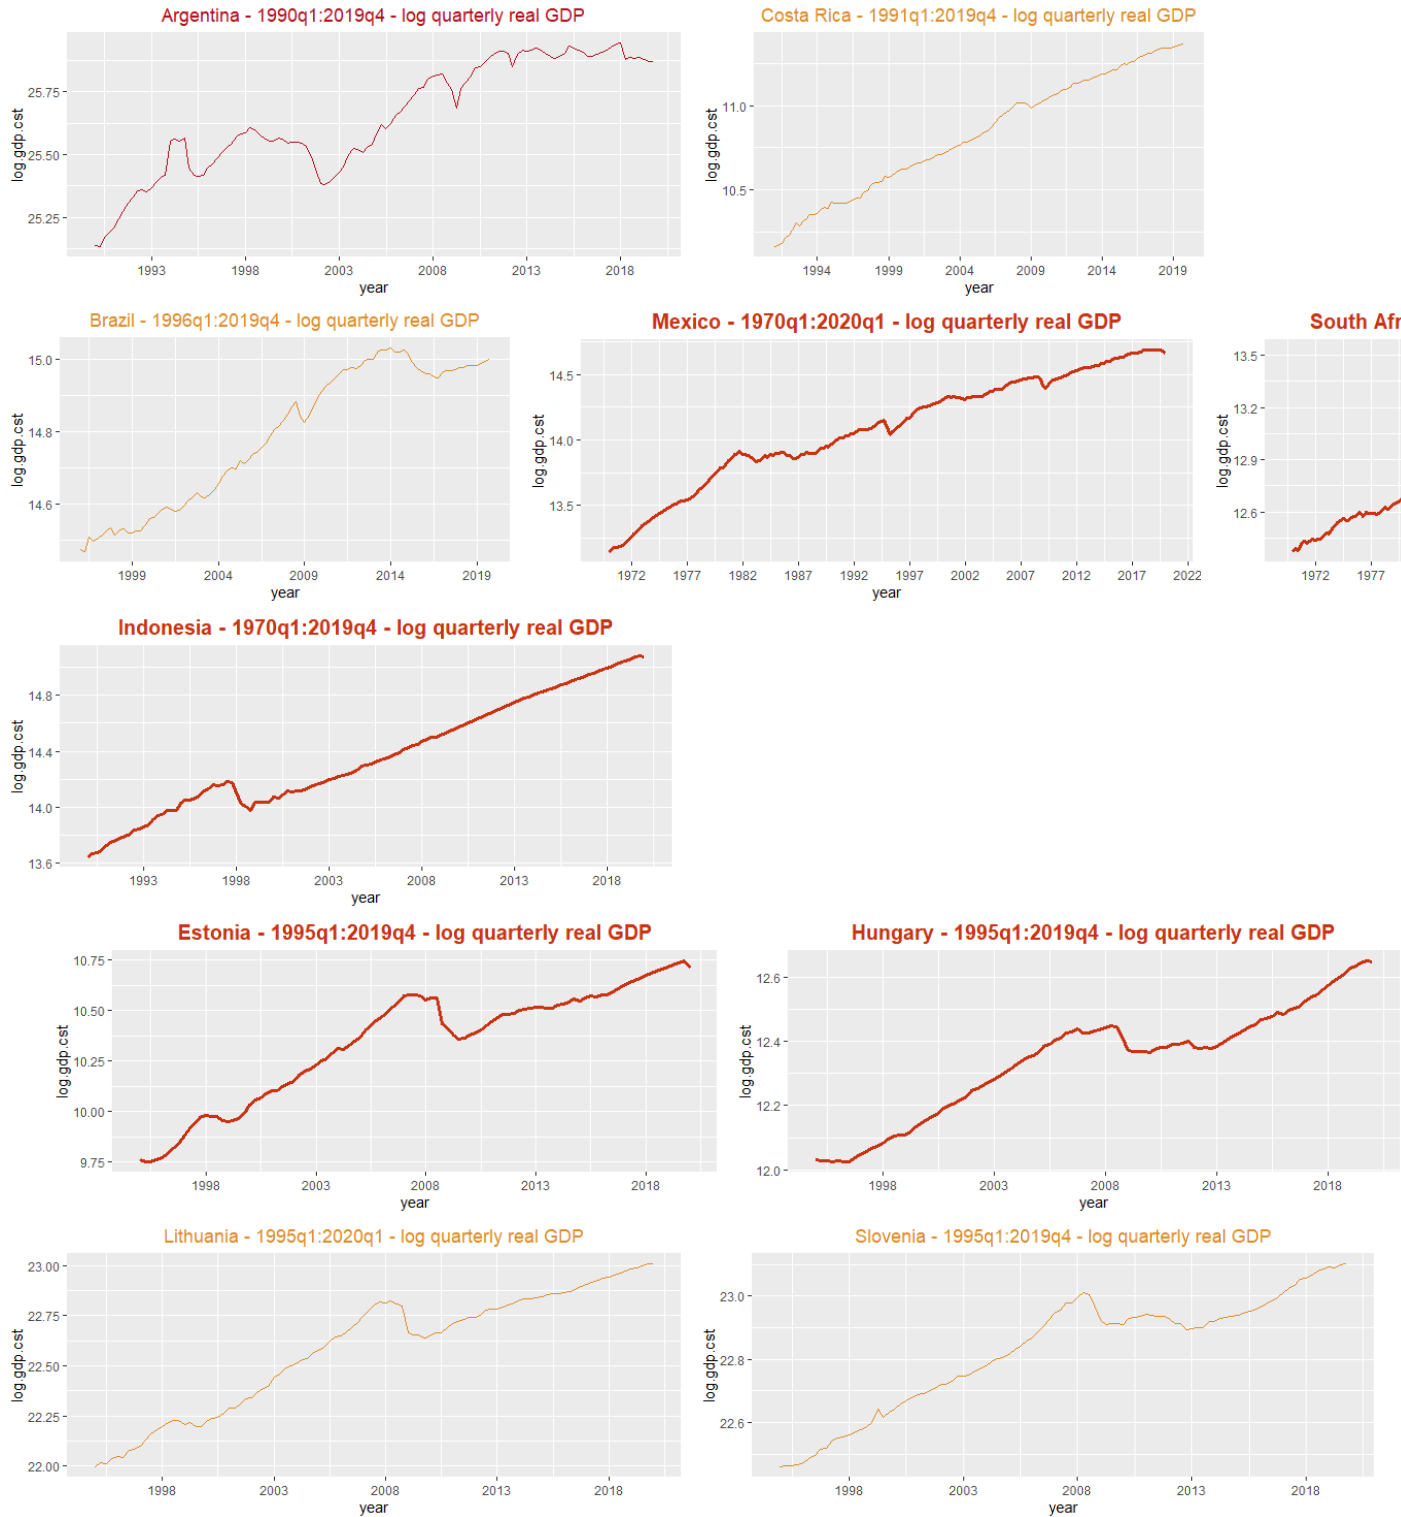 Argentina - 1990q1:2019q4 - log quarterly real GDP
log.gdp.cst
25.75
25.50
25.25
1993 1998 2003 2008 2013 2018
year
Costa Rica - 1991q1:2019q4 - log quarterly real GDP
log.gdp.cst
11.0
10.5
1994 1999 2004 2009 2014 2019
year
Brazil - 1996q1:2019q4 - log quarterly real GDP
log.gdp.cst
15.0
14.8
14.6
1999 2004 2009 2014 2019
year
Mexico - 1970q1:2020q1 - log quarterly real GDP
log.gdp.cst
14.5
14.0
13.5
1972 1977 1982 1987 1992 1997 2002 2007 2012 2017 2022
year
South Afr
log.gdp.cst
13.5
13.2
12.9
12.6
1972 1977
Indonesia - 1970q1:2019q4 - log quarterly real GDP
log.gdp.cst
14.8
14.4
14.0
13.6
1993 1998 2003 2008 2013 2018
year
Estonia - 1995q1:2019q4 - log quarterly real GDP
log.gdp.cst
10.75
10.50
10.25
10.00
9.75
1998 2003 2008 2013 2018
year
Hungary - 1995q1:2019q4 - log quarterly real GDP
log.gdp.cst
12.6
12.4
12.2
12.0
1998 2003 2008 2013 2018
year
Lithuania - 1995q1:2020q1 - log quarterly real GDP
log.gdp.cst
23.00
22.75
22.50
22.25
22.00
1998 2003 2008 2013 2018
year
Slovenia - 1995q1:2019q4 - log quarterly real GDP
log.gdp.cst
23.0
22.8
22.6
1998 2003 2008 2013 2018
year